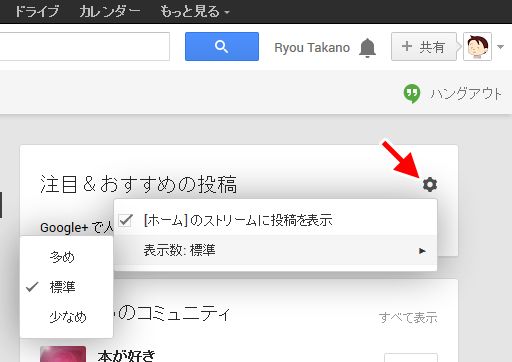 ドライブ カレンダー もっと見る
Ryou Takano + 共有
ハングアウト
注目＆おすすめの投稿
Google+ で人
[ホーム] のストリームに投稿を表示
表示数: 標準
多め
標準
少なめ
のコミュニティ
すべて表示
本が好き